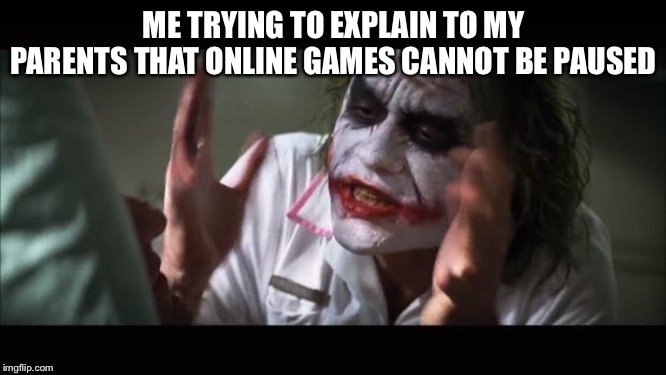 ME TRYING TO EXPLAIN TO MY
PARENTS THAT ONLINE GAMES CANNOT BE PAUSED
imgflip.com